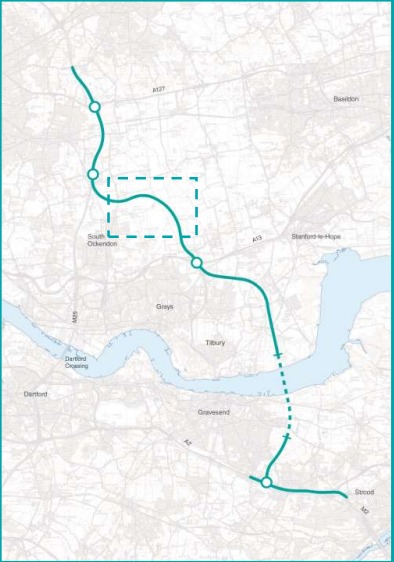 A127
Basildon
South
Ockendon
A13
Stanford-le-Hope
Grays
M25
Tilbury
Dartford
Crossing
Dartford
Gravesend
A2
Strood
M2